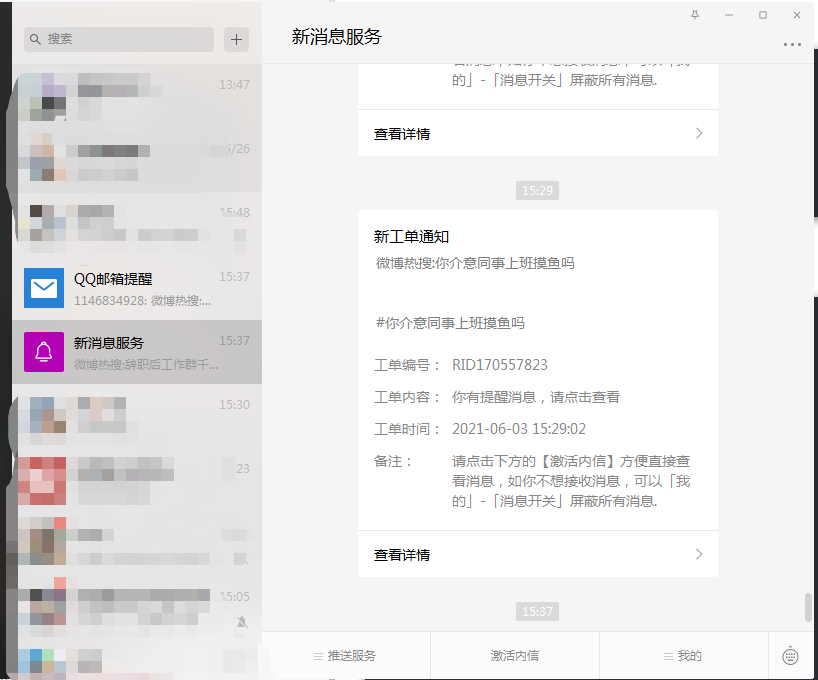 搜索
13:47
/26
15:48
QQ邮箱提醒
15:37
1146834928: 微博热搜:...
新消息服务
15:37
微博热搜:辞职后工作群千...
15:30
23
15:05
新消息服务
的」-「消息开关」屏蔽所有消息.
查看详情
15:29
新工单通知
微博热搜:你介意同事上班摸鱼吗
#你介意同事上班摸鱼吗
工单编号： RID170557823
工单内容： 你有提醒消息，请点击查看
工单时间： 2021-06-03 15:29:02
备注： 请点击下方的【激活内信】方便直接查
看消息，如你不想接收消息，可以「我
的」-「消息开关」屏蔽所有消息.
查看详情
15:37
推送服务
激活内信
我的